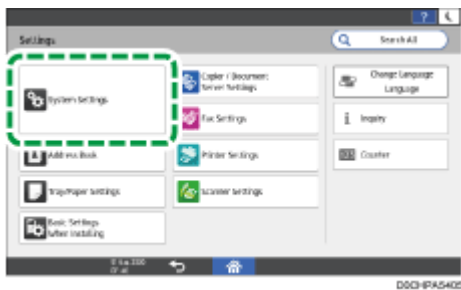 ?
Settings
Search All
System Settings
Copier / Document
Server Settings
Change Language
Language
Fax Settings
i Inquiry
Address Book
Printer Settings
Counter
Tray/Paper Settings
Scanner Settings
Basic Settings
When Installing